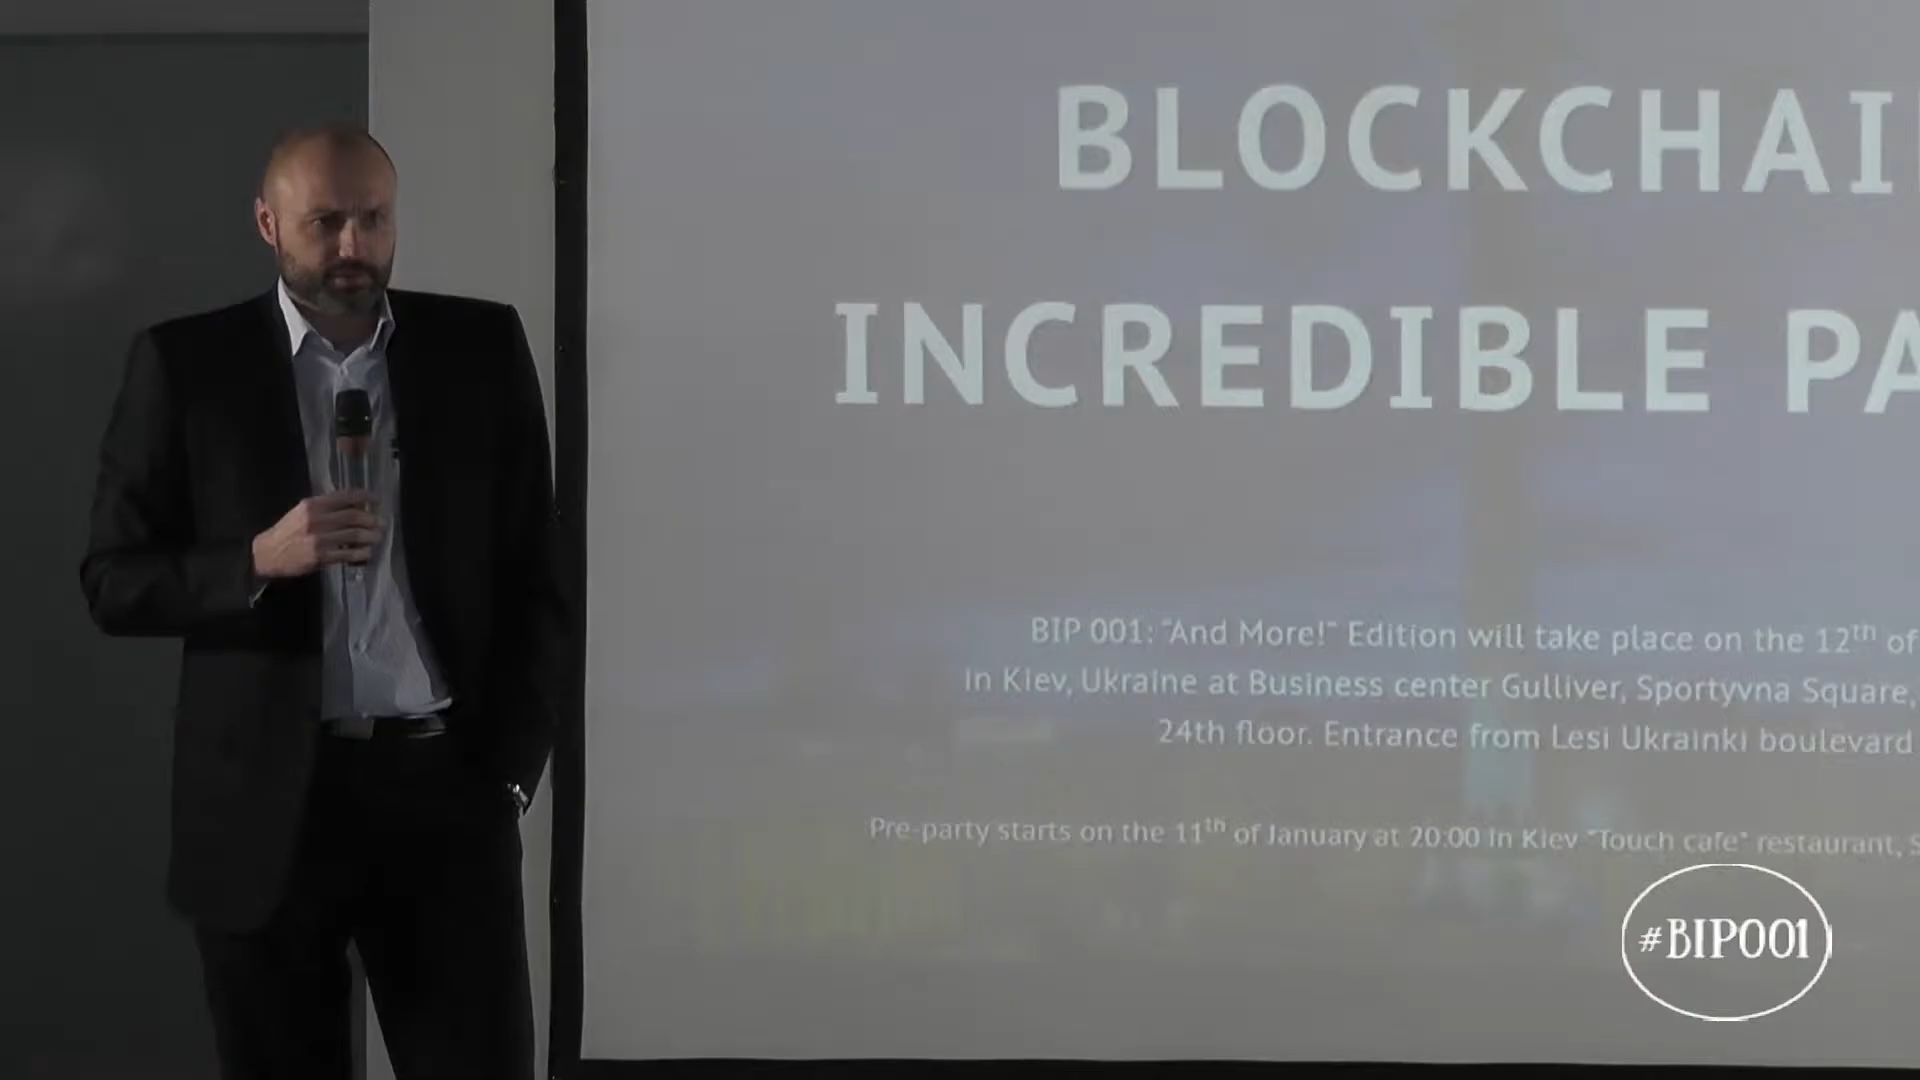 BLOCKCHAI
INCREDIBLE PA
BIP 001: "And More!" Edition will take place on the 12th of
in Kiev, Ukraine at Business center Gulliver, Sportyvna Square,
24th floor. Entrance from Lesi Ukrainki boulevard
Pre-party starts on the 11th of January at 20:00 in Kiev "Touch cafe" restaurant, S
#BIP001